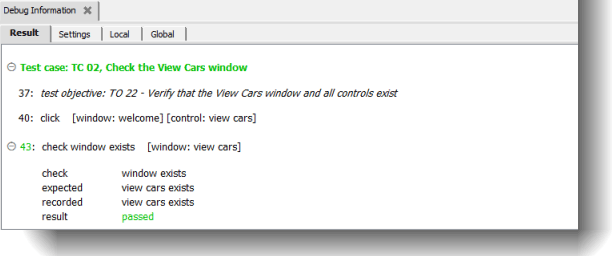 Debug Information
Result Settings Local Global
Test case: TC 02, Check the View Cars window
37: test objective: TO 22 - Verify that the View Cars window and all controls exist
40: click [window: welcome] [control: view cars]
43: check window exists [window: view cars]
check window exists
expected view cars exists
recorded view cars exists
result passed